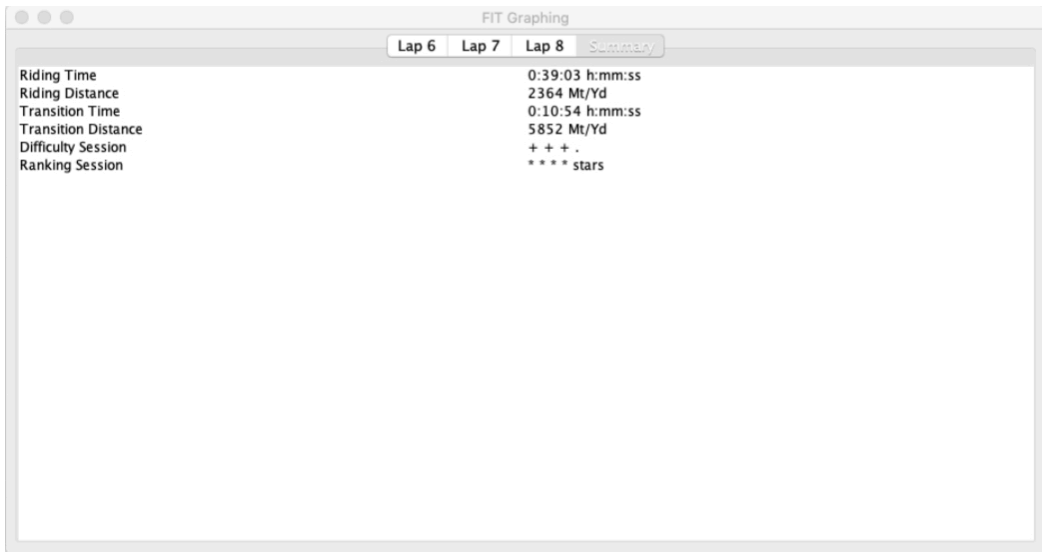 FIT Graphing
Lap 6 Lap 7 Lap 8 Summary
Riding Time 0:39:03 h:mm:ss
Riding Distance 2364 Mt/Yd
Transition Time 0:10:54 h:mm:ss
Transition Distance 5852 Mt/Yd
Difficulty Session + + + .
Ranking Session * * * * stars